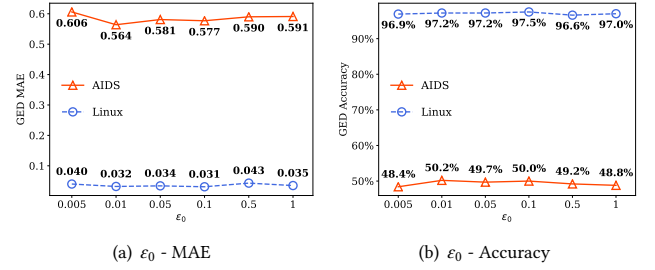 0.606
0.564
0.581
0.577
0.590
0.591
AIDS
Linux
0.040
0.032
0.034
0.031
0.043
0.035
0.6
0.5
0.4
0.3
0.2
0.1
GED MAE
0.005 0.01 0.05 0.1 0.5 1
ε₀
(a) ε₀ - MAE
96.9%
97.2%
97.2%
97.5%
96.6%
97.0%
AIDS
Linux
48.4%
50.2%
49.7%
50.0%
49.2%
48.8%
90%
80%
70%
60%
50%
GED Accuracy
0.005 0.01 0.05 0.1 0.5 1
ε₀
(b) ε₀ - Accuracy